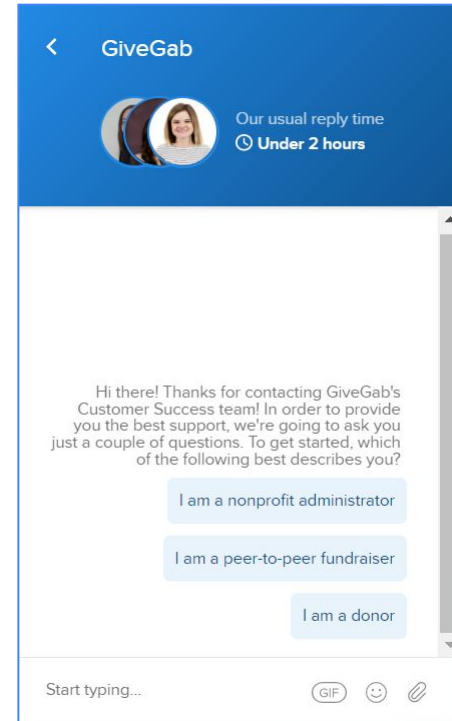 GiveGab
Our usual reply time
Under 2 hours
Hi there! Thanks for contacting GiveGab's
Customer Success team! In order to provide
you the best support, we're going to ask you
just a couple of questions. To get started, which
of the following best describes you?
I am a nonprofit administrator
I am a peer-to-peer fundraiser
I am a donor
Start typing...
GIF